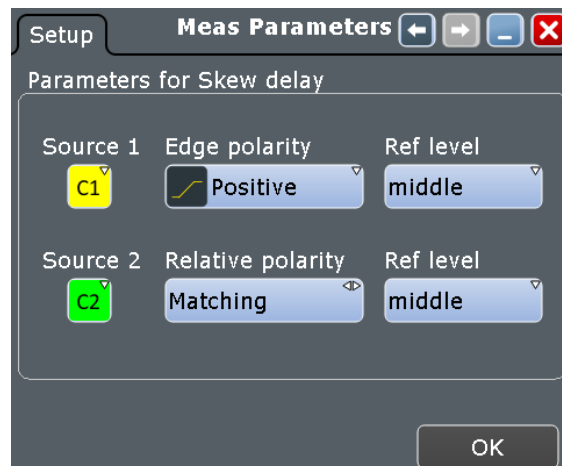 Setup
Meas Parameters
Parameters for Skew delay
Source 1 Edge polarity Ref level
C1 Positive middle
Source 2 Relative polarity Ref level
C2 Matching middle
OK